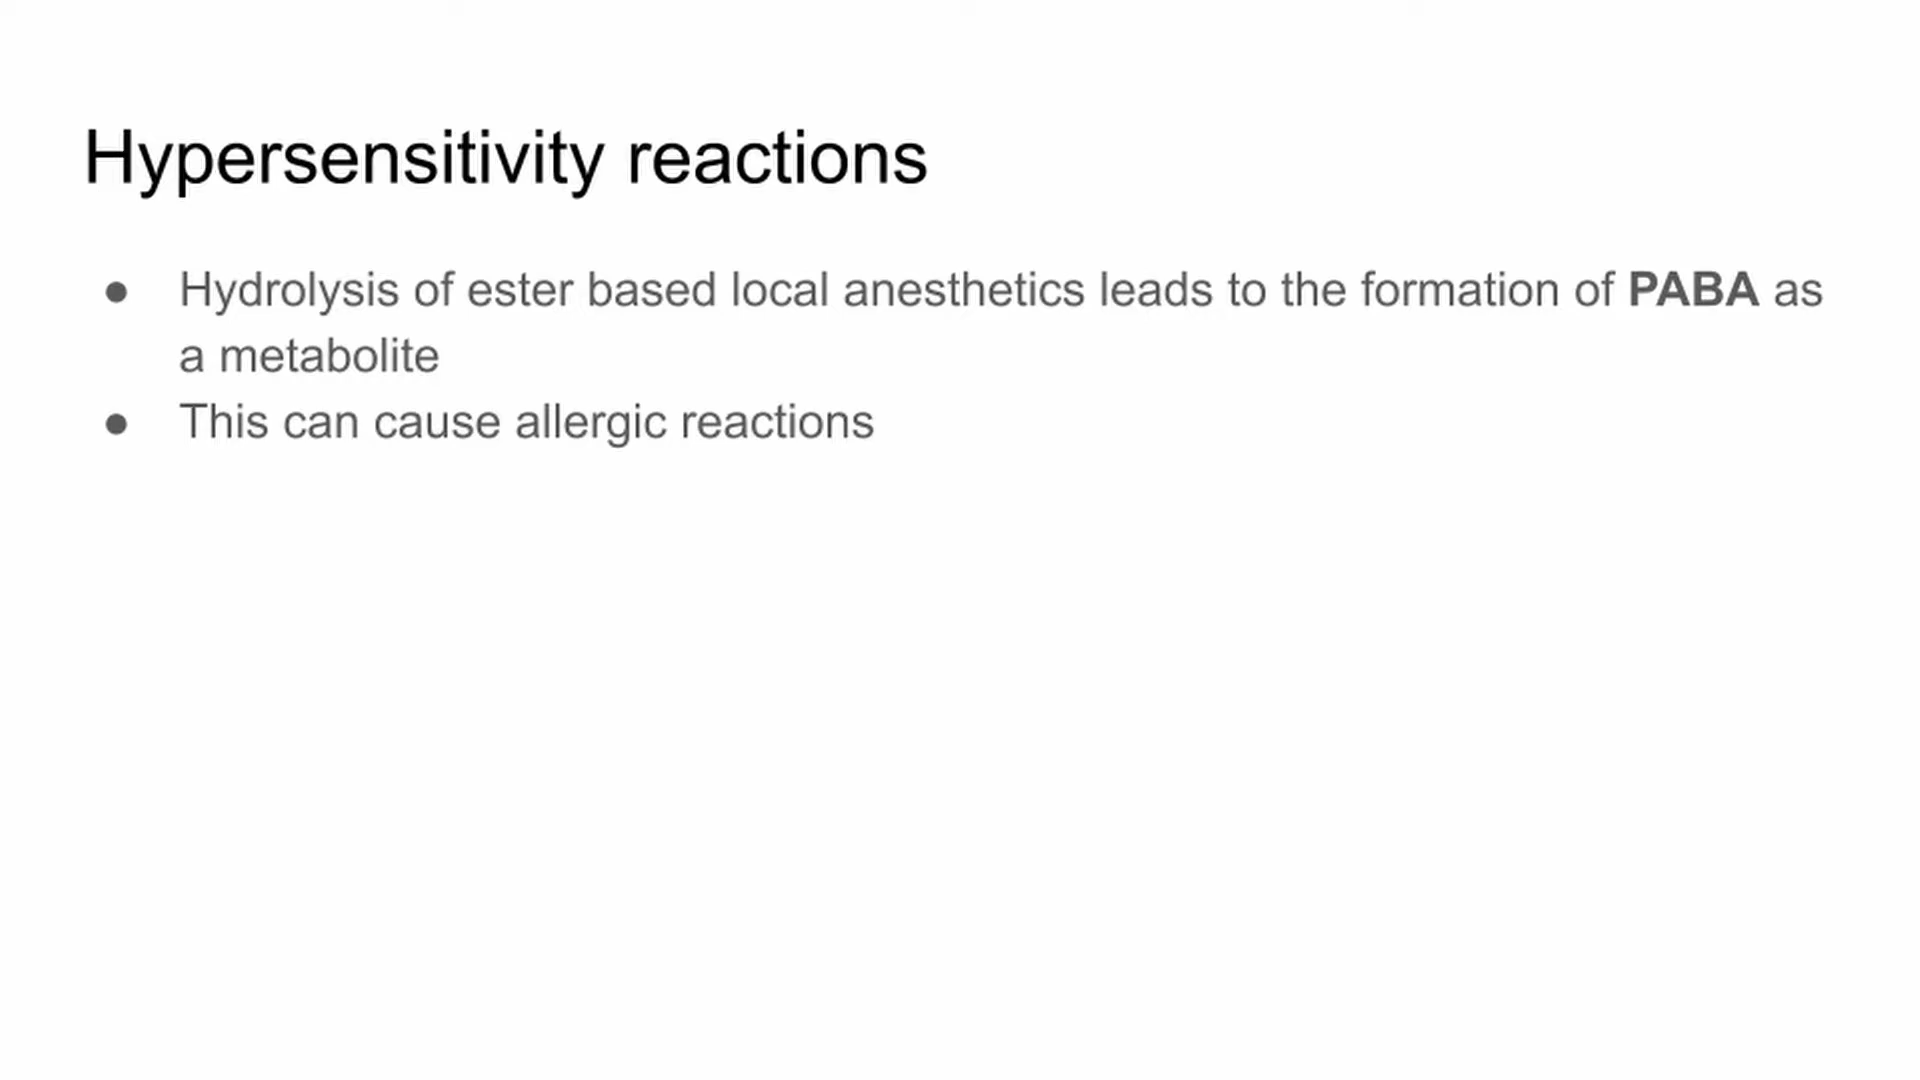 Hypersensitivity reactions
● Hydrolysis of ester based local anesthetics leads to the formation of PABA as
a metabolite
● This can cause allergic reactions